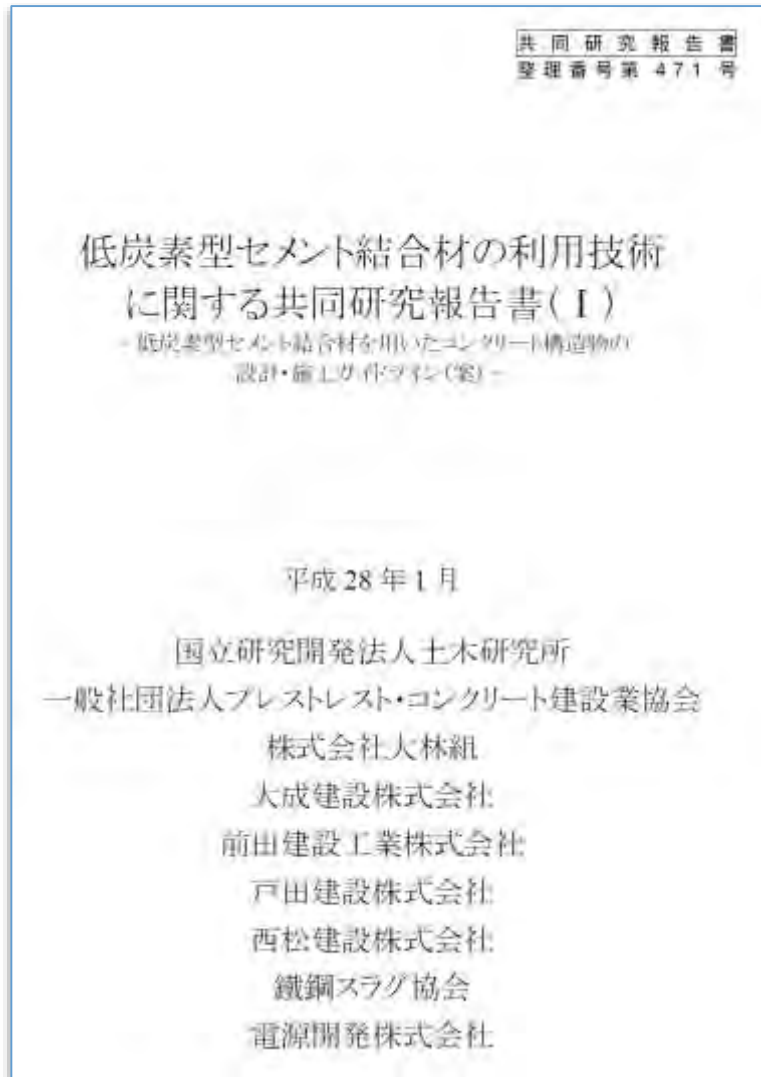 共同研究報告書
整理番号第471号
低炭素型セメント結合材の利用技術
に関する共同研究報告書(Ⅰ)
- 低炭素型セメント結合材を用いたコンクリート構造物の
設計・施工ガイドライン(案) -
平成28年1月
国立研究開発法人土木研究所
一般社団法人プレストレスト・コンクリート建設業協会
株式会社大林組
大成建設株式会社
前田建設工業株式会社
戸田建設株式会社
西松建設株式会社
鐵鋼スラグ協会
電源開発株式会社